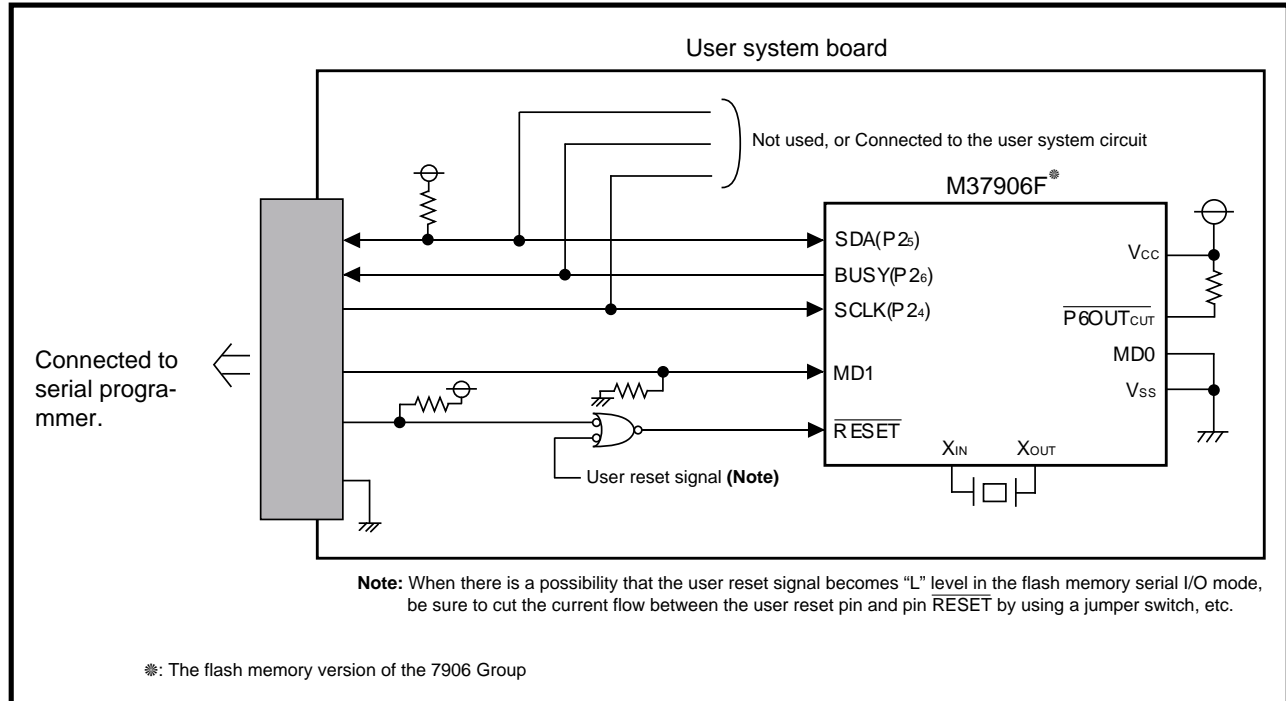 User system board
Not used, or Connected to the user system circuit
M37906F※
SDA(P25)
BUSY(P26)
SCLK(P24)
MD1
RESET
VCC
P6OUTCUT
MD0
VSS
XIN
XOUT
Connected to
serial progra-
mmer.
User reset signal (Note)
Note: When there is a possibility that the user reset signal becomes “L” level in the flash memory serial I/O mode,
be sure to cut the current flow between the user reset pin and pin RESET by using a jumper switch, etc.
※: The flash memory version of the 7906 Group